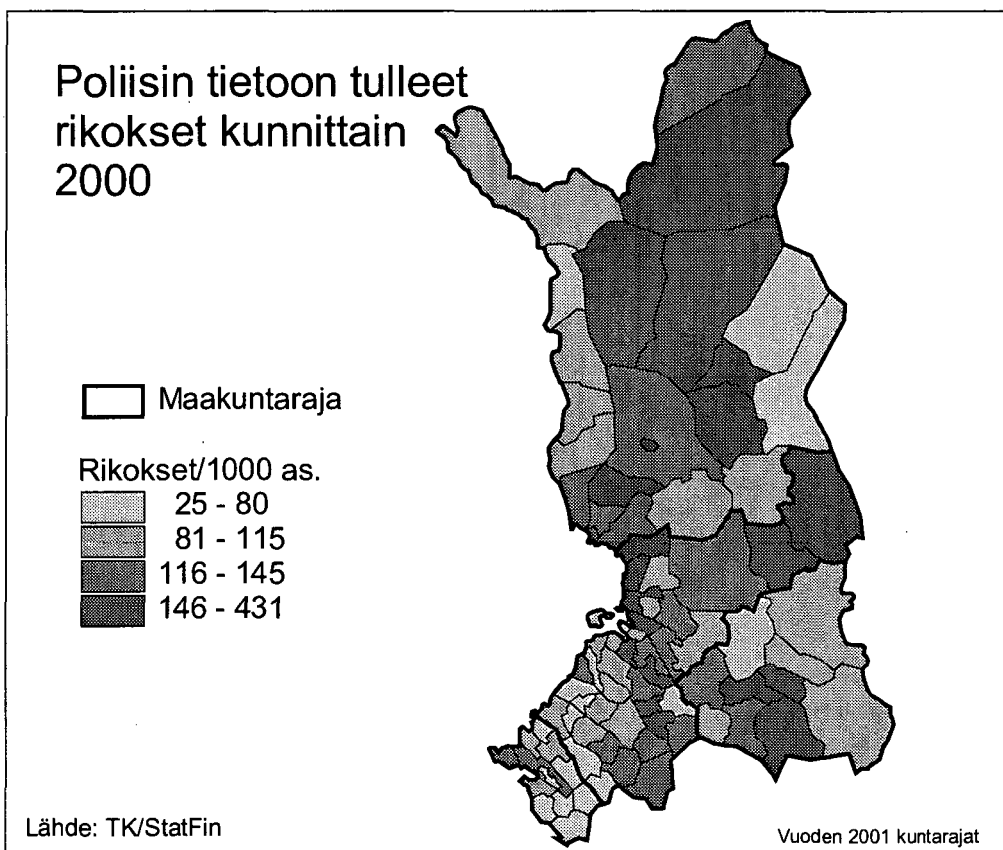 Poliisin tietoon tulleet
rikokset kunnittain
2000
Maakuntaraja
Rikokset/1000 as.
25 - 80
81 - 115
116 - 145
146 - 431
Lähde: TK/StatFin
Vuoden 2001 kuntarajat